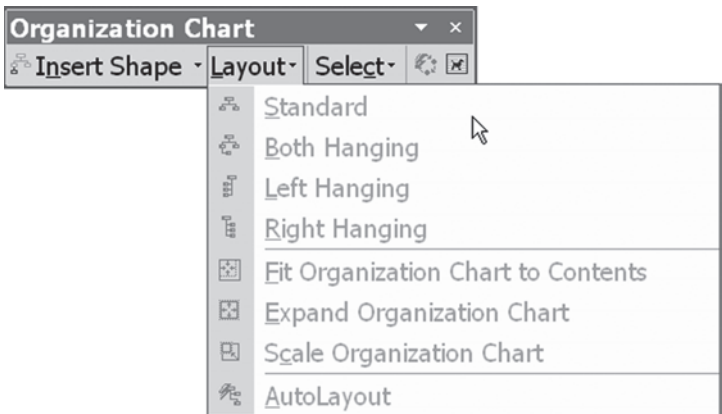 Organization Chart
Insert Shape Layout Select
Standard
Both Hanging
Left Hanging
Right Hanging
Fit Organization Chart to Contents
Expand Organization Chart
Scale Organization Chart
AutoLayout